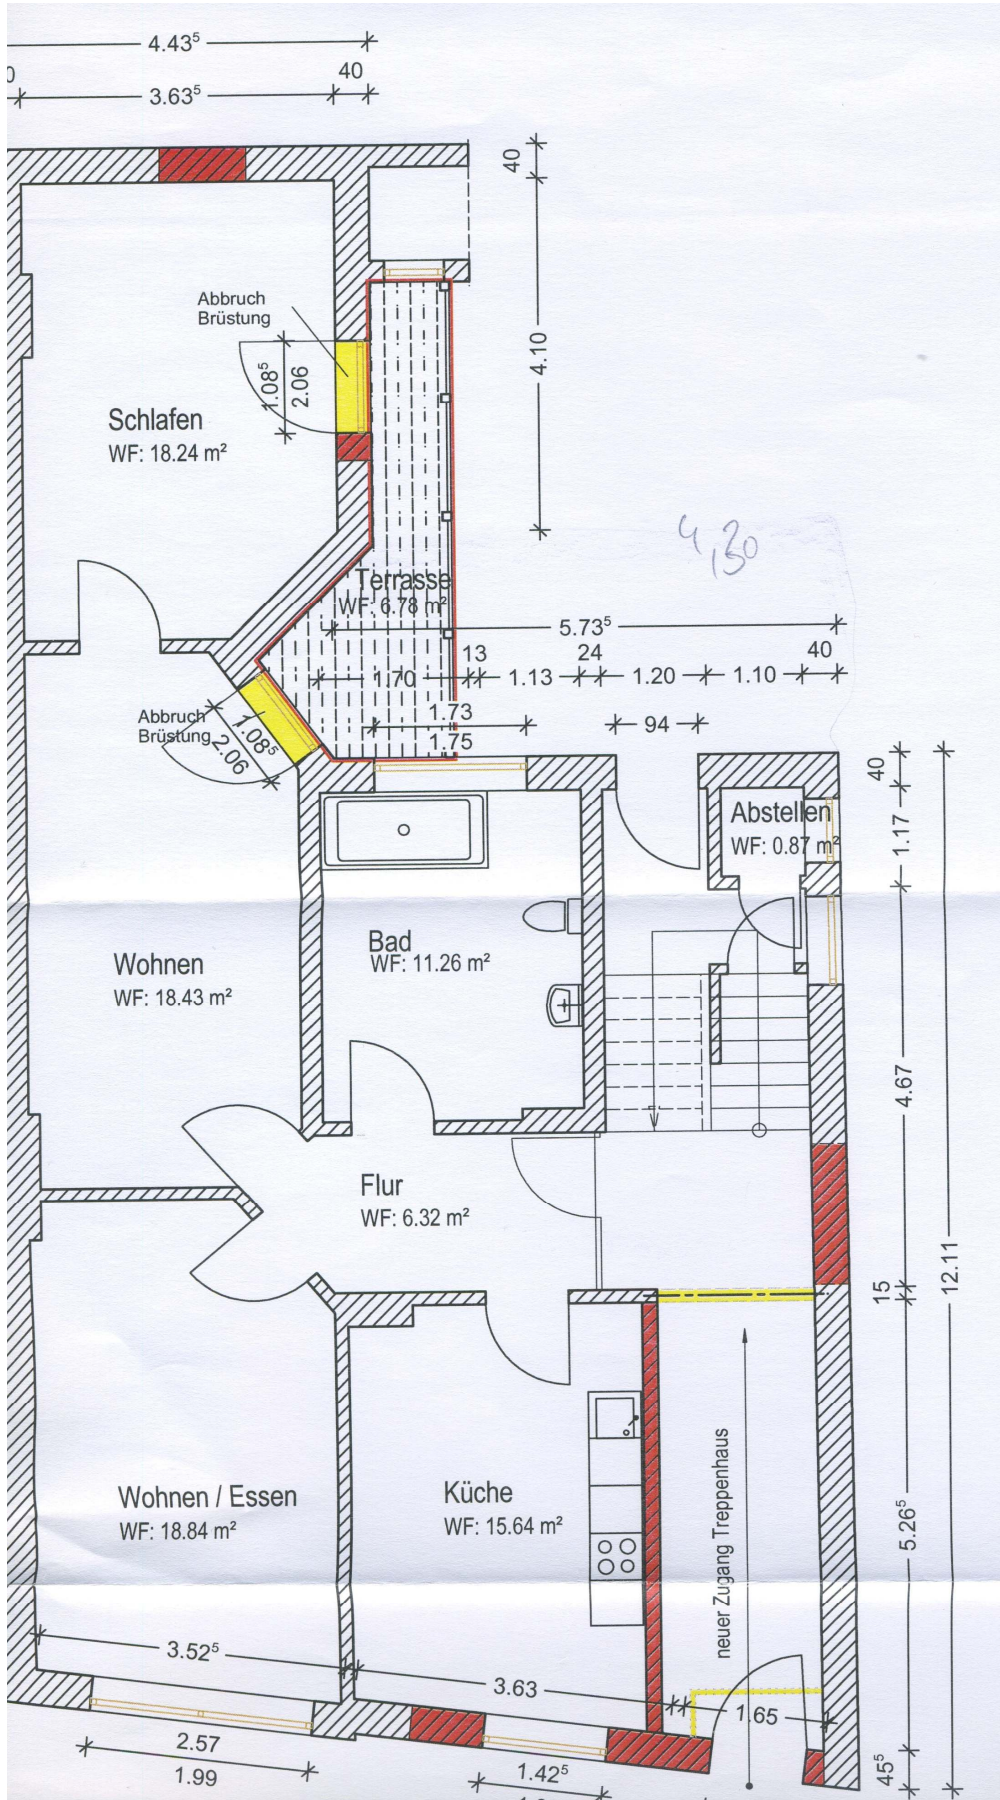 4.43⁵
0
40
3.63⁵
40
4.10
Abbruch
Brüstung
1.08⁵
2.06
Schlafen
WF: 18.24 m²
4,30
Terrasse
WF: 6.78 m²
5.73⁵
13
24
40
1.70
1.13
1.20
1.10
1.73
1.75
94
Abbruch
Brüstung
1.08⁵
2.06
40
1.17
Abstellen
WF: 0.87 m²
Bad
WF: 11.26 m²
Wohnen
WF: 18.43 m²
4.67
Flur
WF: 6.32 m²
15
12.11
Wohnen / Essen
WF: 18.84 m²
Küche
WF: 15.64 m²
neuer Zugang Treppenhaus
5.26⁵
3.52⁵
3.63
1.65
2.57
1.99
1.42⁵
45⁵